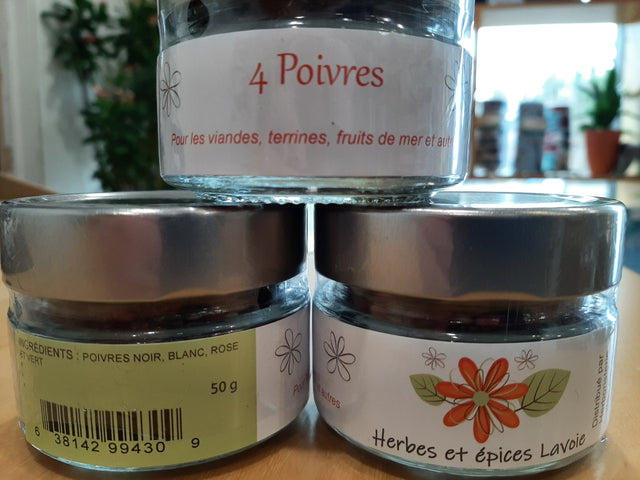 4 Poivres
Pour les viandes, terrines, fruits de mer et
INGRÉDIENTS : POIVRES NOIR, BLANC, ROSE
ET VERT
50 g
6 38142 99430 9
autres
Distribué par
Herbes et épices Lavoie